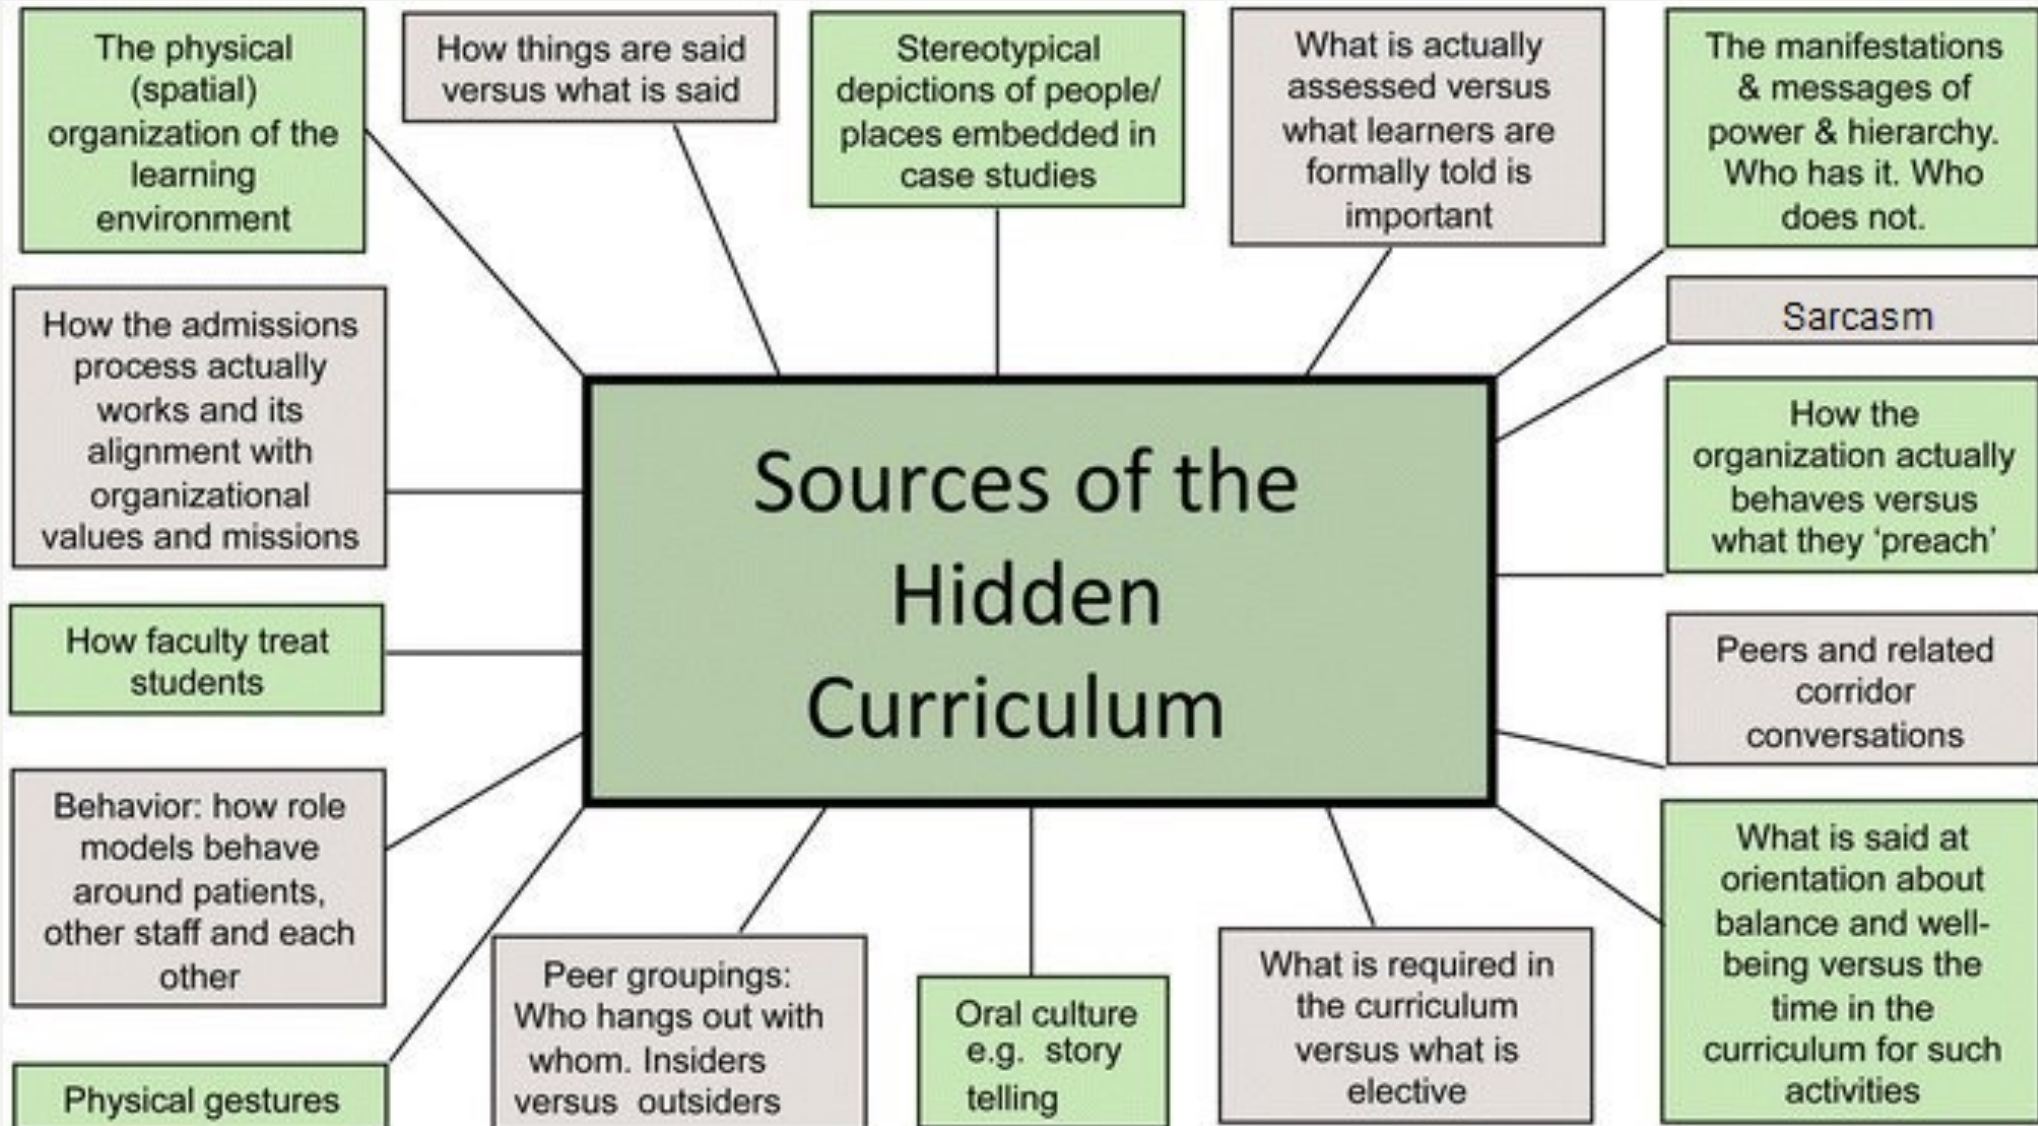 The physical
(spatial)
organization of the
learning
environment
How things are said
versus what is said
Stereotypical
depictions of people/
places embedded in
case studies
What is actually
assessed versus
what learners are
formally told is
important
The manifestations
& messages of
power & hierarchy.
Who has it. Who
does not.
Sarcasm
How the admissions
process actually
works and its
alignment with
organizational
values and missions
Sources of the
Hidden
Curriculum
How the
organization actually
behaves versus
what they ‘preach’
How faculty treat
students
Peers and related
corridor
conversations
Behavior: how role
models behave
around patients,
other staff and each
other
What is said at
orientation about
balance and well-
being versus the
time in the
curriculum for such
activities
Physical gestures
Peer groupings:
Who hangs out with
whom. Insiders
versus outsiders
Oral culture
e.g. story
telling
What is required in
the curriculum
versus what is
elective